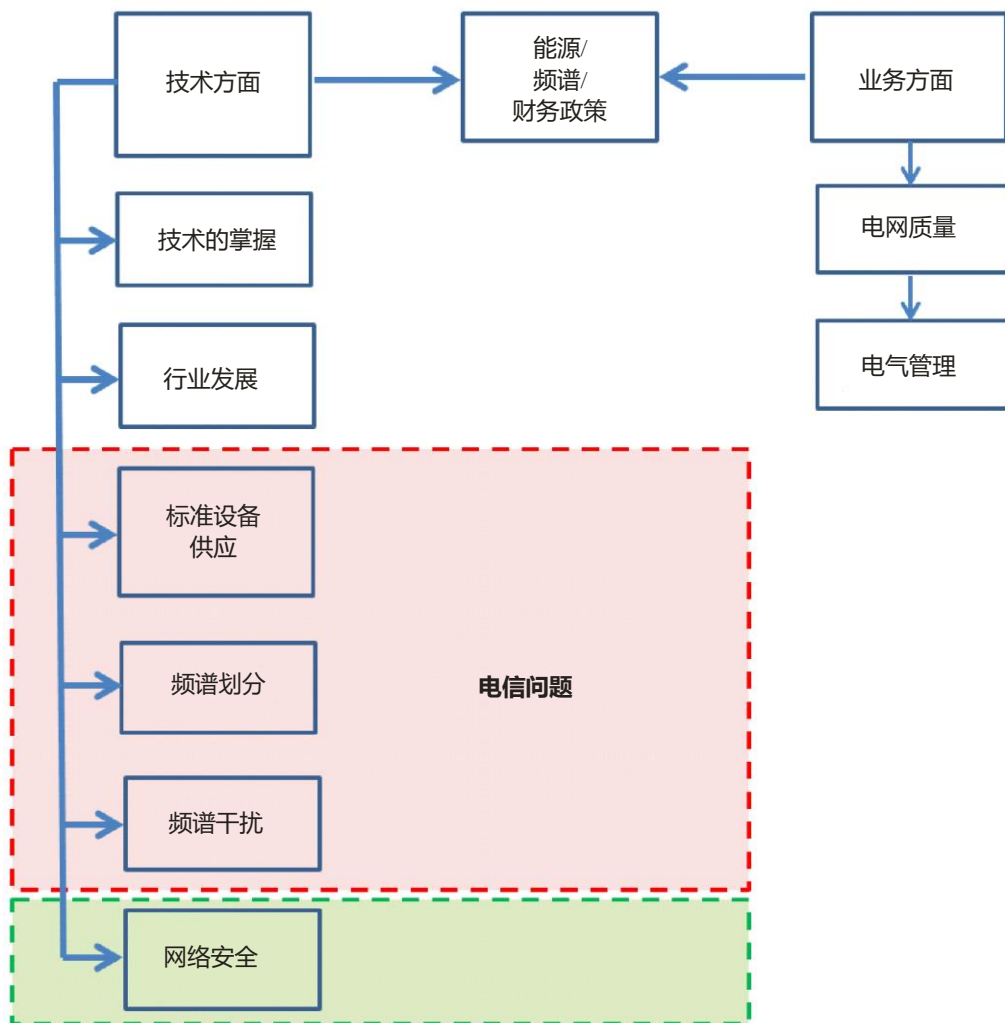 技术方面
能源/
频谱/
财务政策
业务方面
技术的掌握
电网质量
行业发展
电气管理
标准设备
供应
频谱划分
电信问题
频谱干扰
网络安全